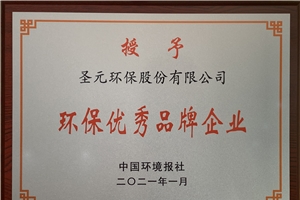 授予
圣元环保股份有限公司
环保优秀品牌企业
中国环境报社
二〇二一年一月